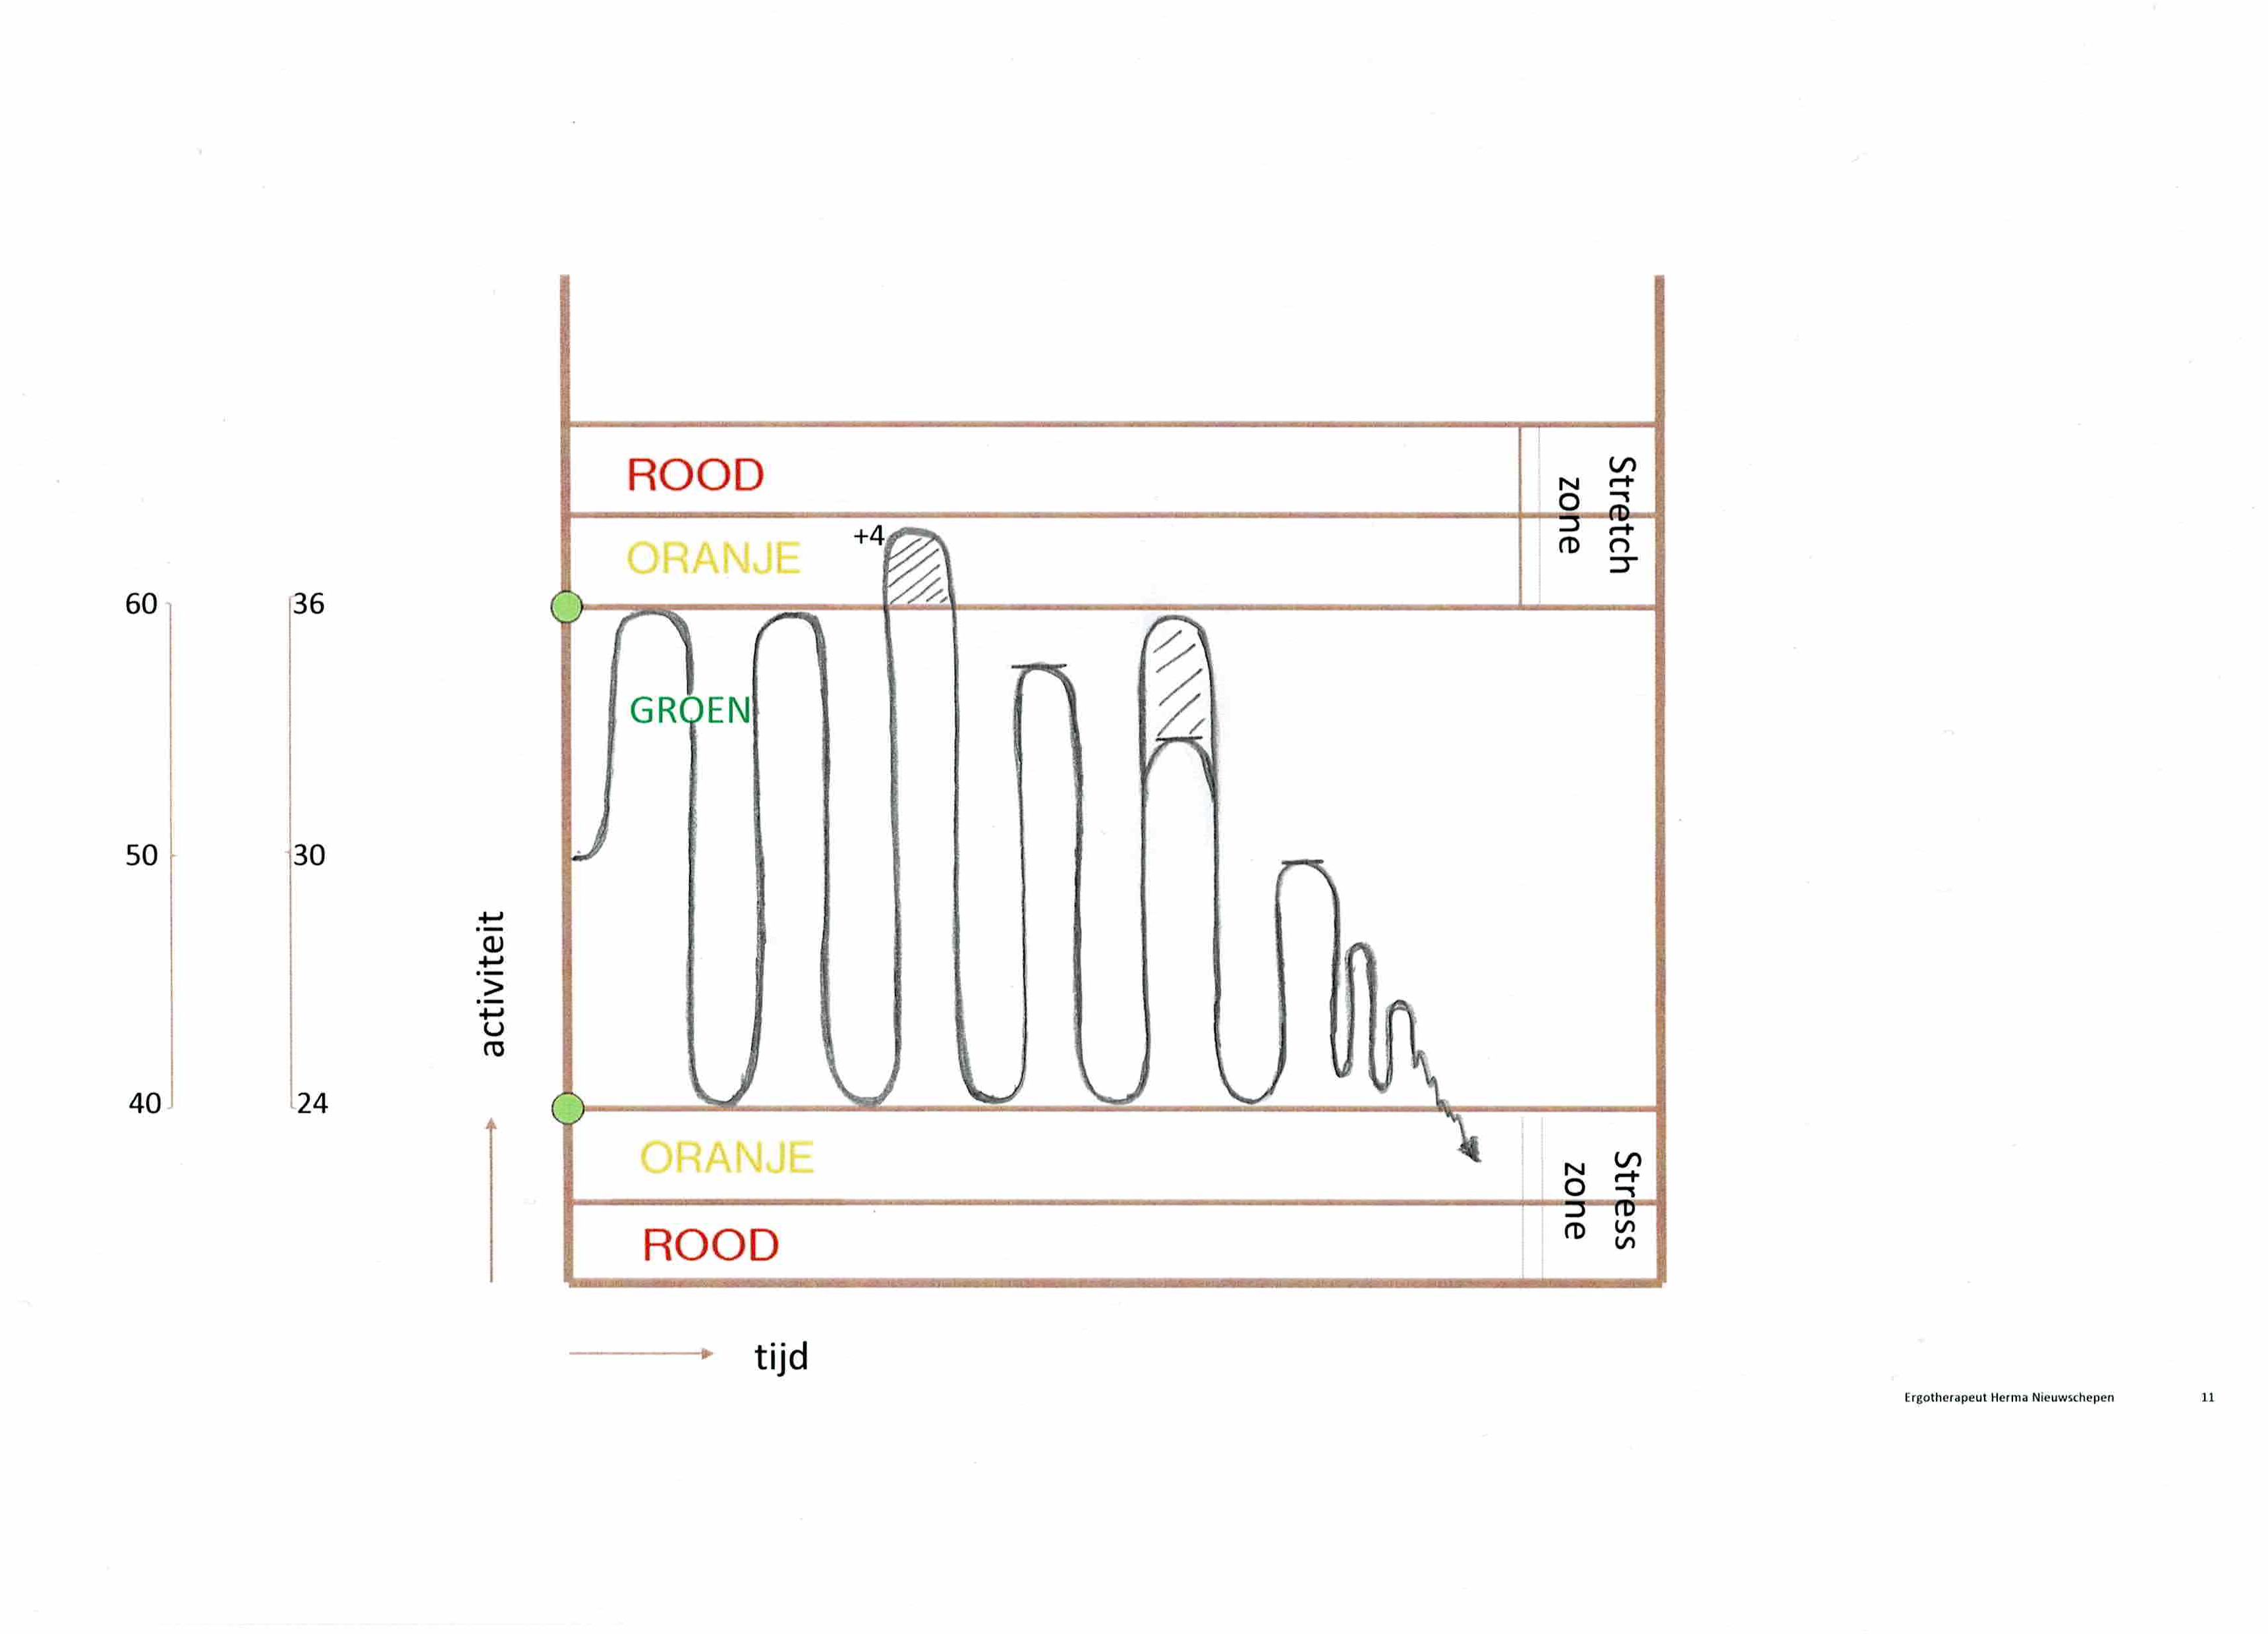 ROOD
Stretch
zone
+4
ORANJE
60
36
GROEN
50
30
activiteit
40
24
ORANJE
Stress
zone
ROOD
tijd
Ergotherapeut Herma Nieuwschepen
11